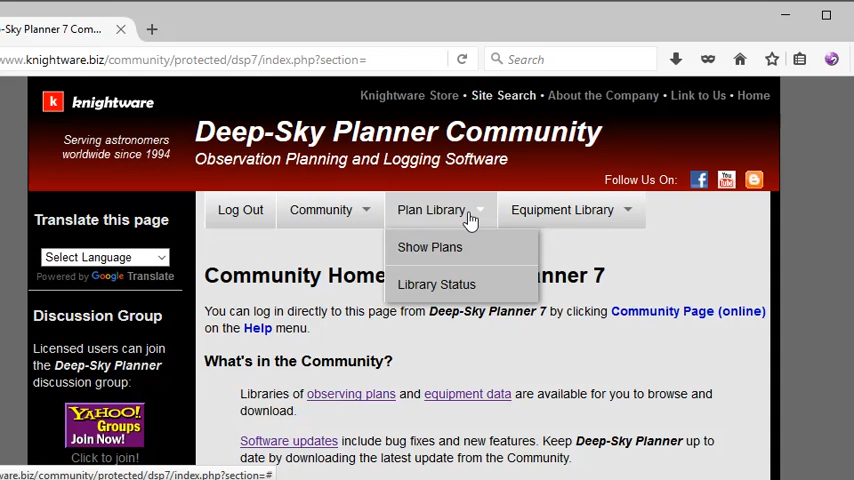 -Sky Planner 7 Com...
www.knightware.biz/community/protected/dsp7/index.php?section=
Search
k knightware
Knightware Store • Site Search • About the Company • Link to Us • Home
Serving astronomers
worldwide since 1994
Deep-Sky Planner Community
Observation Planning and Logging Software
Follow Us On:
f
You
Tube
Translate this page
Log Out
Community
Plan Library
Equipment Library
Show Plans
Library Status
Select Language
Powered by Google Translate
Community Home
anner 7
Discussion Group
You can log in directly to this page from Deep-Sky Planner 7 by clicking Community Page (online)
on the Help menu.
Licensed users can join
the Deep-Sky Planner
discussion group:
What's in the Community?
Libraries of observing plans and equipment data are available for you to browse and
download.
YAHOO!
Groups
Join Now!
Click to join!
Software updates include bug fixes and new features. Keep Deep-Sky Planner up to
date by downloading the latest update from the Community.
ware.biz/community/protected/dsp7/index.php?section=#